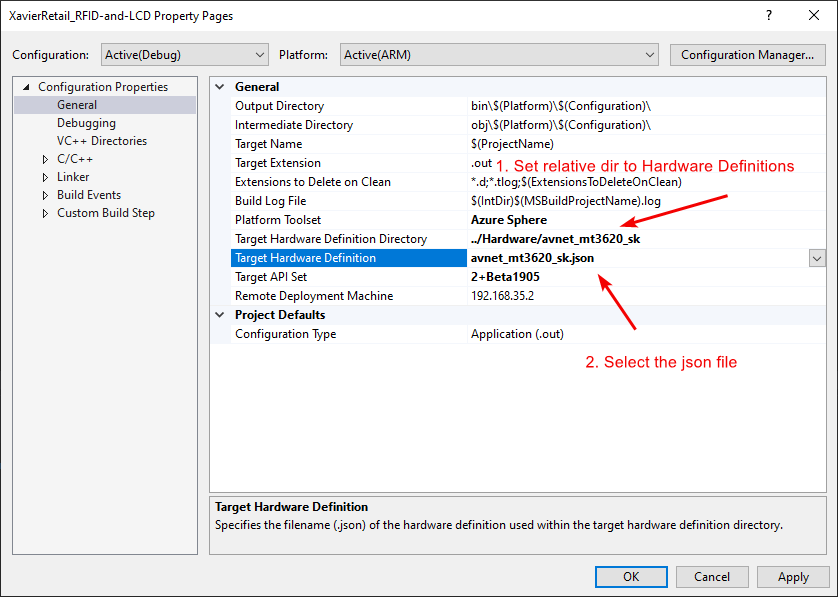 XavierRetail_RFID-and-LCD Property Pages
?
Configuration: Active(Debug) Platform: Active(ARM) Configuration Manager...
Configuration Properties
General
Debugging
VC++ Directories
C/C++
Linker
Build Events
Custom Build Step
General
Output Directory bin\$(Platform)\$(Configuration)\
Intermediate Directory obj\$(Platform)\$(Configuration)\
Target Name $(ProjectName)
Target Extension .out
1. Set relative dir to Hardware Definitions
Extensions to Delete on Clean *.d;*.tlog;$(ExtensionsToDeleteOnClean)
Build Log File $(IntDir)$(MSBuildProjectName).log
Platform Toolset Azure Sphere
Target Hardware Definition Directory ../Hardware/avnet_mt3620_sk
Target Hardware Definition avnet_mt3620_sk.json
Target API Set 2+Beta1905
Remote Deployment Machine 192.168.35.2
Project Defaults
Configuration Type Application (.out)
2. Select the json file
Target Hardware Definition
Specifies the filename (.json) of the hardware definition used within the target hardware definition directory.
OK Cancel Apply